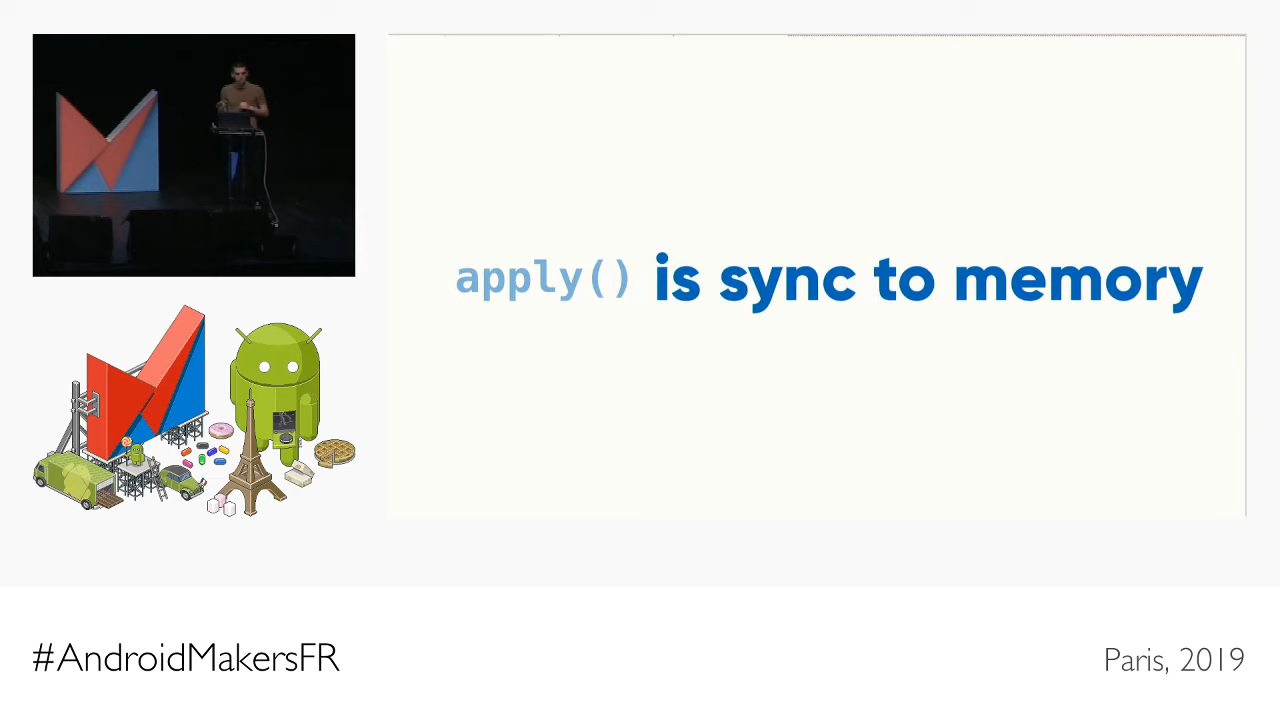 apply() is sync to memory
#AndroidMakersFR
Paris, 2019